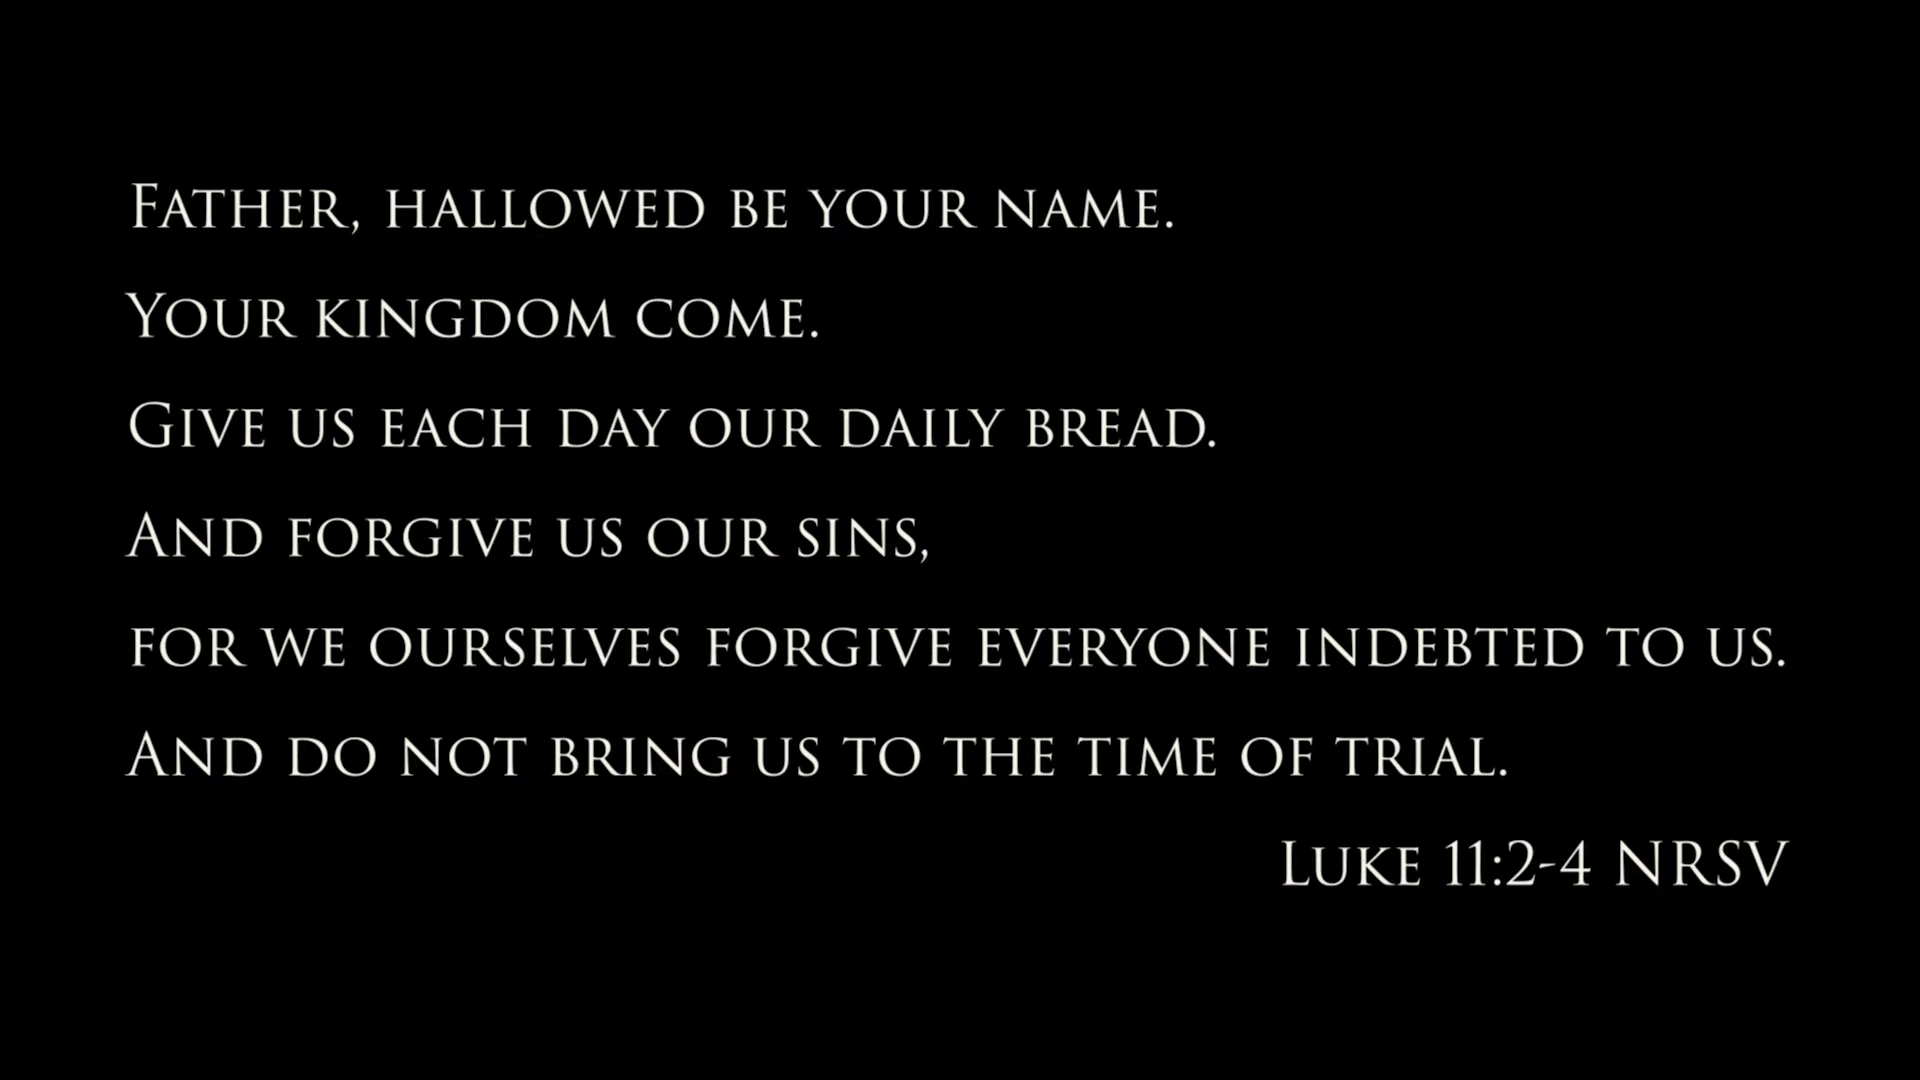 Father, hallowed be your name.
Your kingdom come.
Give us each day our daily bread.
And forgive us our sins,
for we ourselves forgive everyone indebted to us.
And do not bring us to the time of trial.
Luke 11:2-4 NRSV